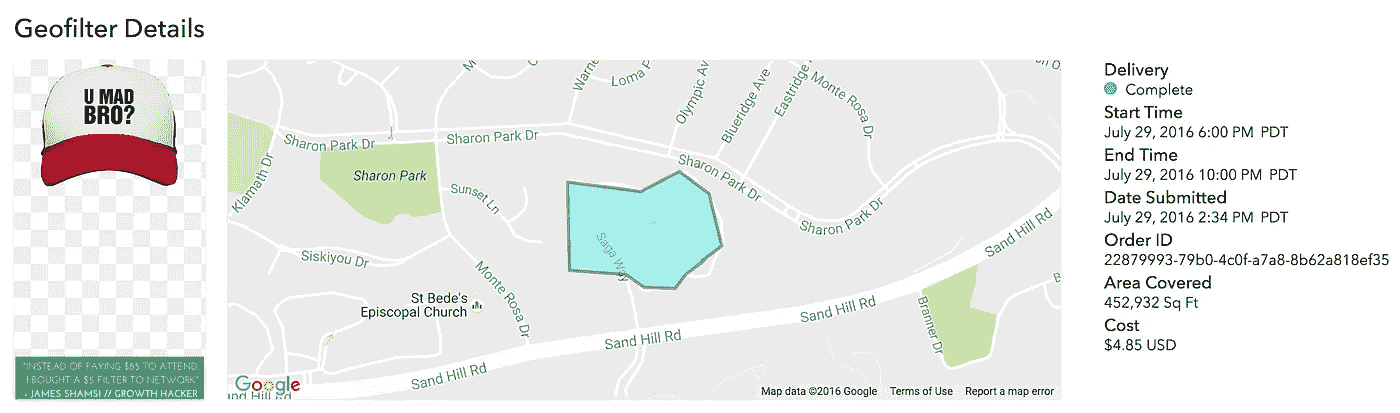 Geofilter Details
U MAD
BRO?
"INSTEAD OF PAYING $85 TO ATTEND,
I BOUGHT A $5 FILTER TO NETWORK"
- JAMES SHAMSI // GROWTH HACKER
Loma
Olympic Av
Blueridge Ave
Eastridge
Monte Rosa Dr
Klamath Dr
Sharon Park Dr
Sharon Park Dr
Sharon Park
Sharon Park Dr
Sunset Ln
Sharon Park Dr
Siskiyou Dr
Sage Way
Sand Hill Rd
Monte Rosa Dr
St Bede's
Episcopal Church
Sand Hill Rd
Sand Hill Rd
Branner Dr
Sand Hill Rd
Google
Map data ©2016 Google
Terms of Use
Report a map error
Delivery
Complete
Start Time
July 29, 2016 6:00 PM PDT
End Time
July 29, 2016 10:00 PM PDT
Date Submitted
July 29, 2016 2:34 PM PDT
Order ID
22879993-79b0-4c0f-a7a8-8b62a818ef35
Area Covered
452,932 Sq Ft
Cost
$4.85 USD